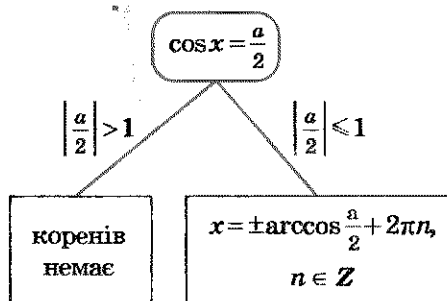 cos x = a/2
|a/2| > 1
|a/2| ⩽ 1
коренів
немає
x = ±arccos a/2 + 2πn,
n ∈ Z